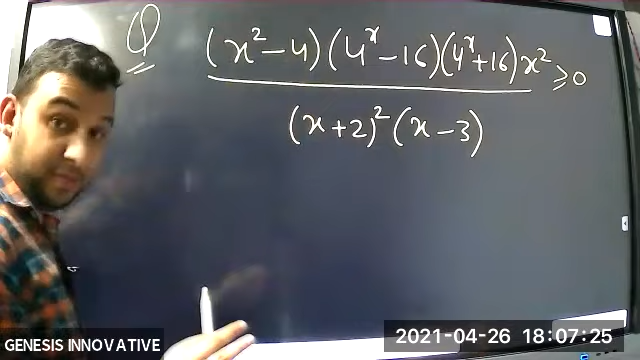 Q (x² - 4)(4ˣ - 16)(4ˣ + 16)x² ≥ 0
(x + 2)² (x - 3)
GENESIS INNOVATIVE
2021-04-26 18:07:25